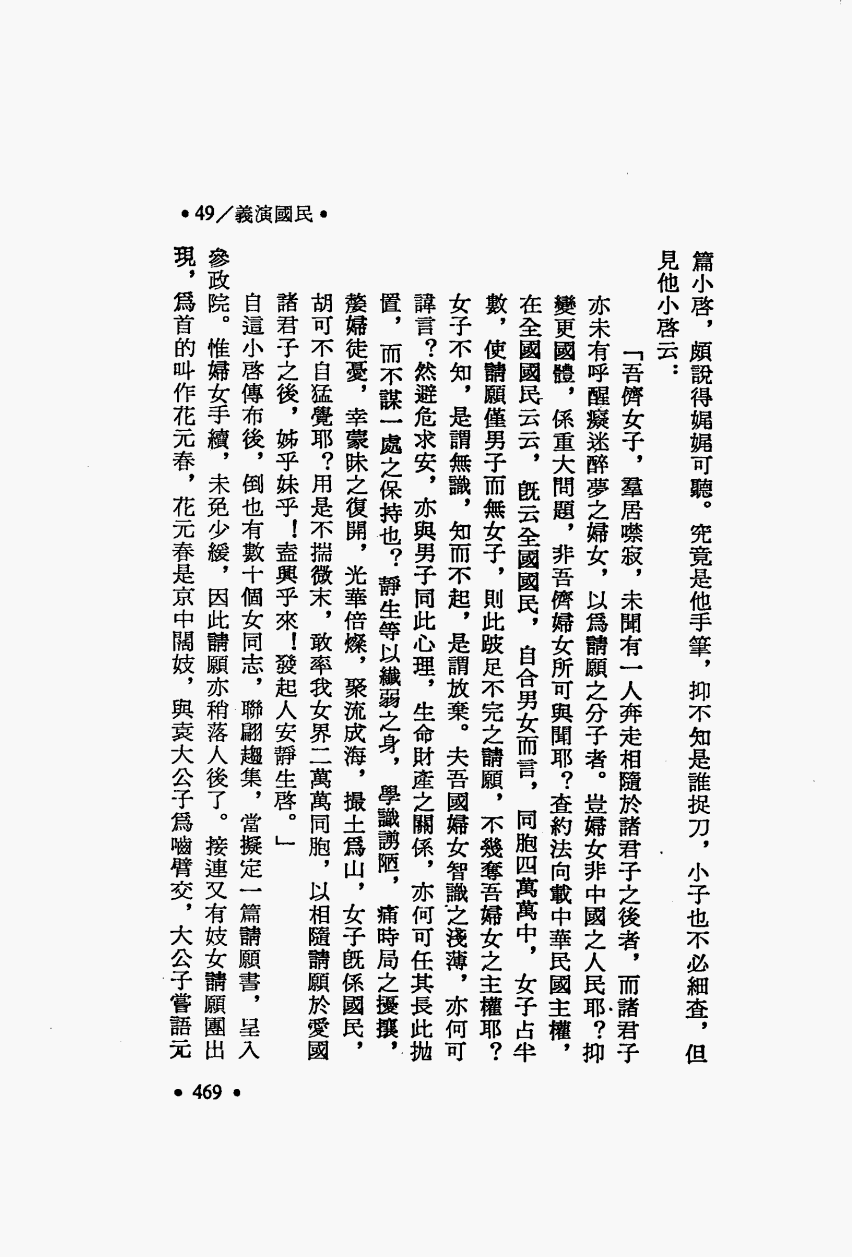 •49／義演國民•
篇小啓，頗說得娓娓可聽。究竟是他手筆，抑不知是誰捉刀，小子也不必細查，但
見他小啓云：
「吾儕女子，羣居噤寂，未聞有一人奔走相隨於諸君子之後者，而諸君子
亦未有呼醒癡迷醉夢之婦女，以爲請願之分子者。豈婦女非中國之人民耶？抑
變更國體，係重大問題，非吾儕婦女所可與聞耶？查約法向載中華民國主權，
在全國國民云云，旣云全國國民，自合男女而言，同胞四萬萬中，女子占半
數，使請願僅男子而無女子，則此跛足不完之請願，不幾奪吾婦女之主權耶？
女子不知，是謂無識，知而不起，是謂放棄。夫吾國婦女智識之淺薄，亦何可
諱言？然避危求安，亦與男子同此心理，生命財產之關係，亦何可任其長此拋
置，而不謀一處之保持也？靜生等以纖弱之身，學識譾陋，痛時局之擾攘，
嫠婦徒憂，幸蒙昧之復開，光華倍燦，聚流成海，撮土爲山，女子旣係國民，
胡可不自猛覺耶？用是不揣微末，敢率我女界二萬萬同胞，以相隨請願於愛國
諸君子之後，姊乎妹乎！盍興乎來！發起人安靜生啓。」
自這小啓傳布後，倒也有數十個女同志，聯翩趨集，當擬定一篇請願書，呈入
參政院。惟婦女手續，未免少緩，因此請願亦稍落人後了。接連又有妓女請願團出
現，爲首的叫作花元春，花元春是京中闊妓，與袁大公子爲嚙臂交，大公子嘗語元
•469•